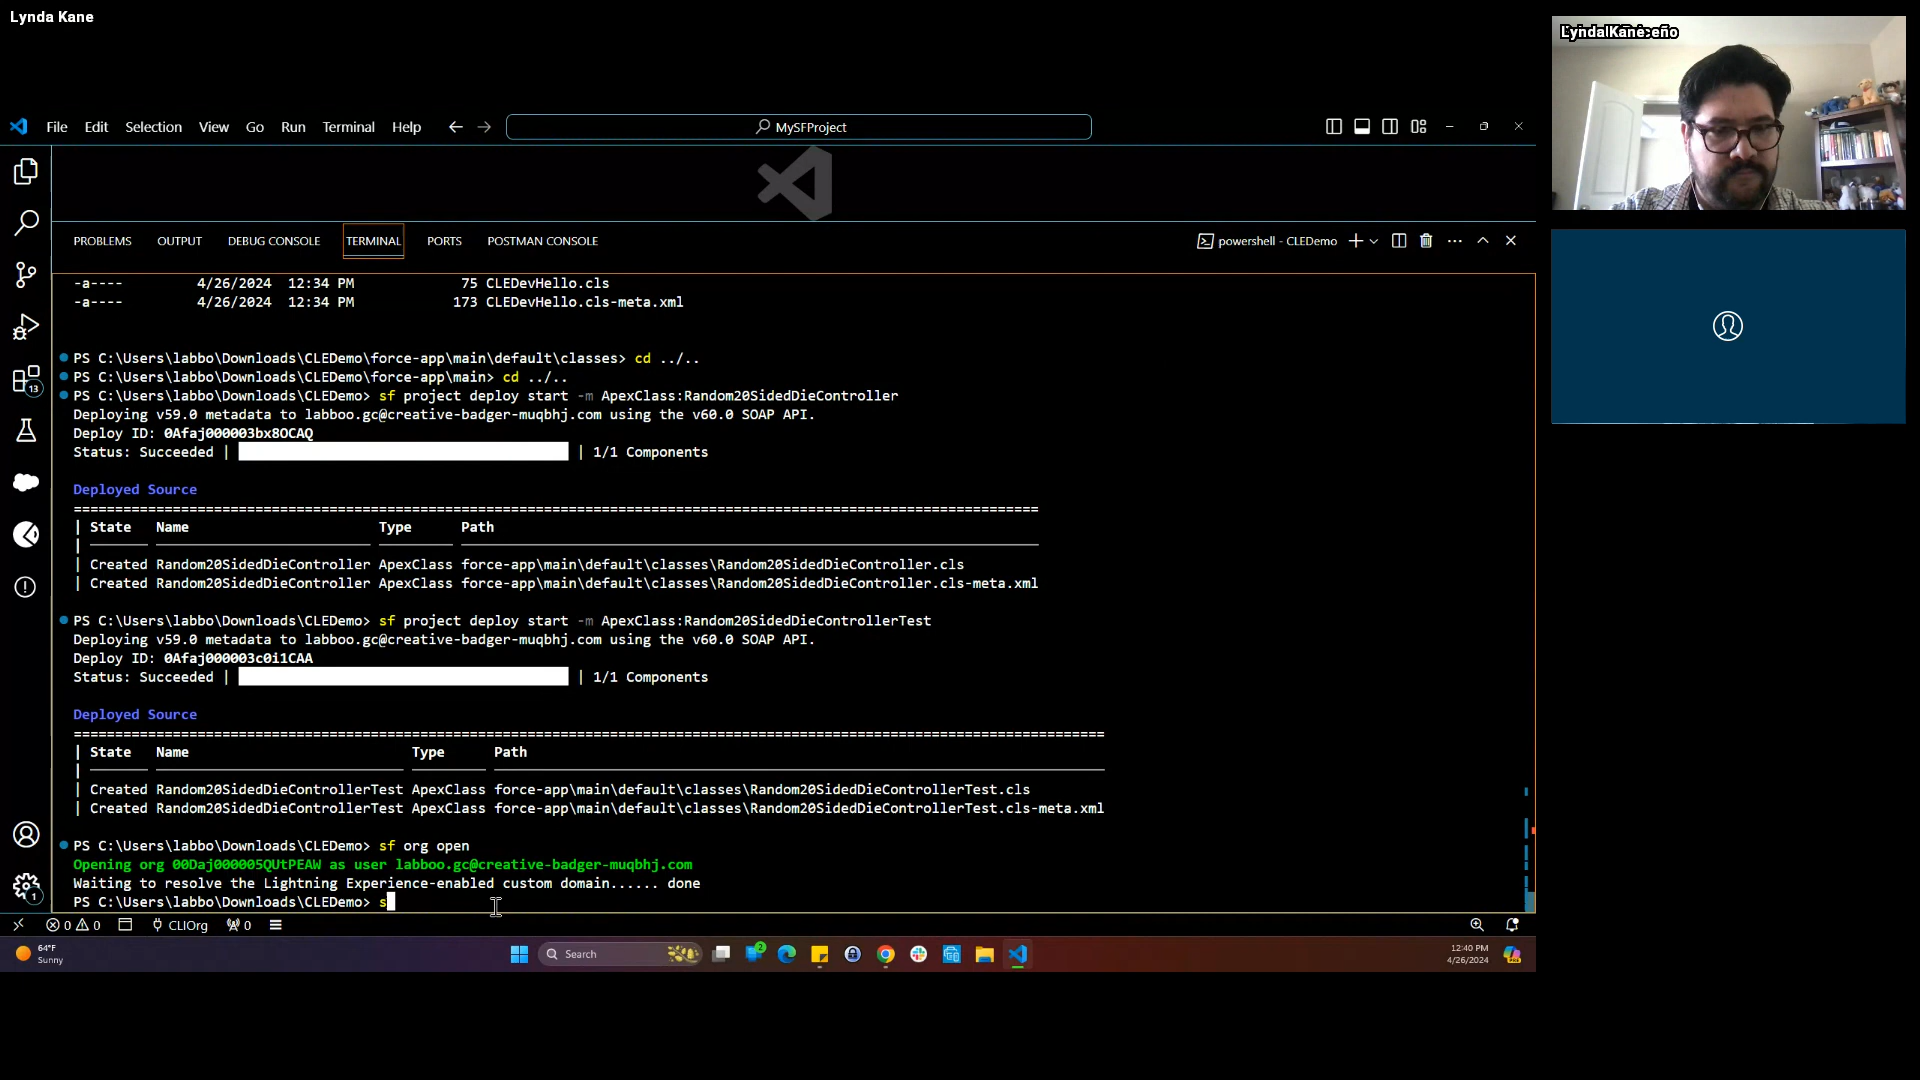 Lynda Kane
File Edit Selection View Go Run Terminal Help
MySFProject
PROBLEMS OUTPUT DEBUG CONSOLE TERMINAL PORTS POSTMAN CONSOLE
powershell - CLEDemo
-a---- 4/26/2024 12:34 PM 75 CLEDevHello.cls
-a---- 4/26/2024 12:34 PM 173 CLEDevHello.cls-meta.xml
PS C:\Users\labbo\Downloads\CLEDemo\force-app\main\default\classes> cd ../..
PS C:\Users\labbo\Downloads\CLEDemo\force-app\main> cd ../..
PS C:\Users\labbo\Downloads\CLEDemo> sf project deploy start -m ApexClass:Random20SidedDieController
Deploying v59.0 metadata to labboo.gc@creative-badger-muqbhj.com using the v60.0 SOAP API.
Deploy ID: 0Afaj000003bx8OCAQ
Status: Succeeded | | 1/1 Components
Deployed Source
===================================================================================================
| State Name Type Path
| Created Random20SidedDieController ApexClass force-app\main\default\classes\Random20SidedDieController.cls
| Created Random20SidedDieController ApexClass force-app\main\default\classes\Random20SidedDieController.cls-meta.xml
PS C:\Users\labbo\Downloads\CLEDemo> sf project deploy start -m ApexClass:Random20SidedDieControllerTest
Deploying v59.0 metadata to labboo.gc@creative-badger-muqbhj.com using the v60.0 SOAP API.
Deploy ID: 0Afaj000003c0i1CAA
Status: Succeeded | | 1/1 Components
Deployed Source
===================================================================================================
| State Name Type Path
| Created Random20SidedDieControllerTest ApexClass force-app\main\default\classes\Random20SidedDieControllerTest.cls
| Created Random20SidedDieControllerTest ApexClass force-app\main\default\classes\Random20SidedDieControllerTest.cls-meta.xml
PS C:\Users\labbo\Downloads\CLEDemo> sf org open
Opening org 00Daj000005QUtPEAW as user labboo.gc@creative-badger-muqbhj.com
Waiting to resolve the Lightning Experience-enabled custom domain...... done
PS C:\Users\labbo\Downloads\CLEDemo> s
13
1
0 0 CLIOrg 0
64°F
Sunny
Search
2
12:40 PM
4/26/2024